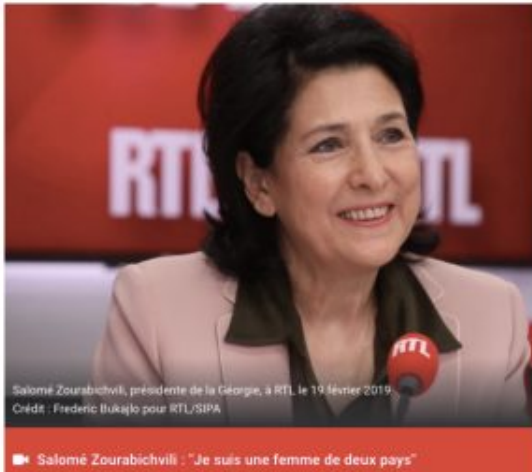 RTL
RTL
RTL
Salomé Zourabichvili, présidente de la Géorgie, à RTL le 19 février 2019
Crédit : Frederic Bukajlo pour RTL/SIPA
Salomé Zourabichvili : "Je suis une femme de deux pays"